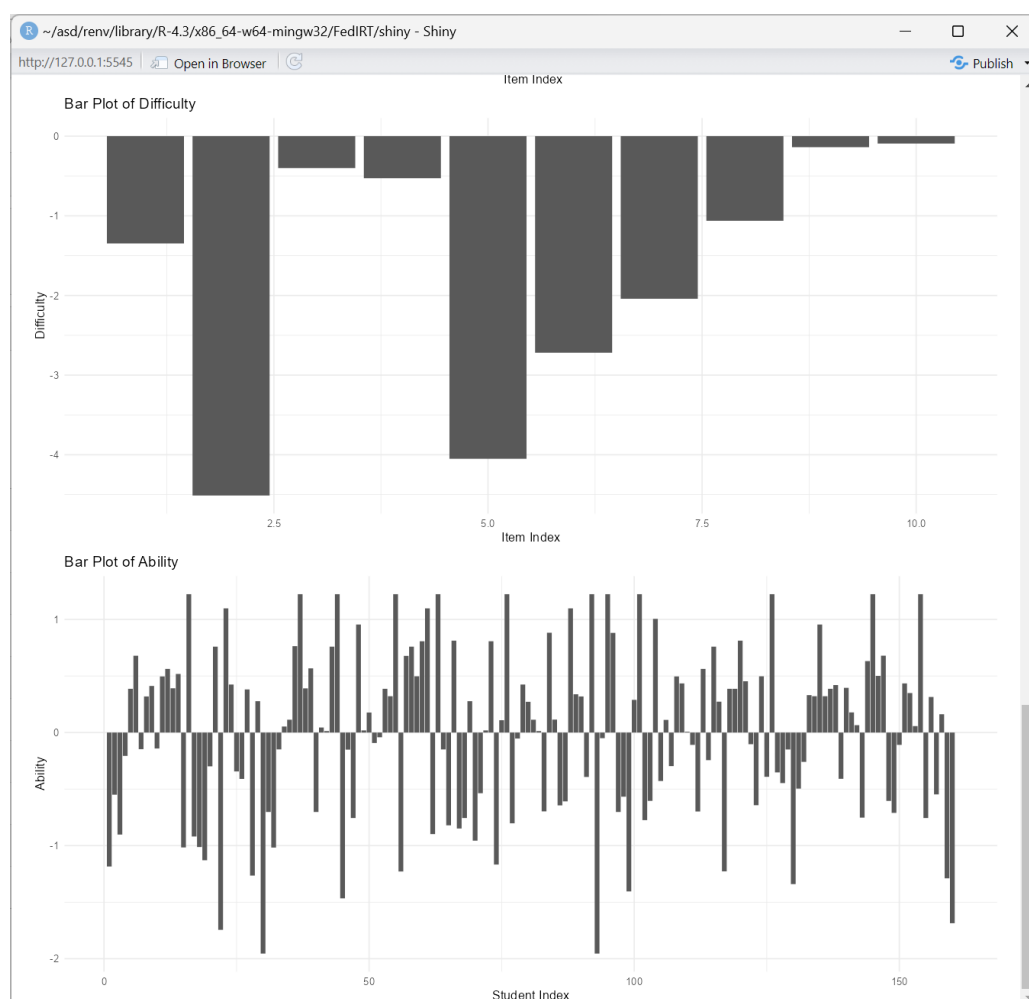 ~/asd/renv/library/R-4.3/x86_64-w64-mingw32/FedIRT/shiny - Shiny
http://127.0.0.1:5545 Open in Browser Publish
Item Index
Bar Plot of Difficulty
0
-1
-2
-3
-4
Difficulty
2.5 5.0 7.5 10.0
Item Index
Bar Plot of Ability
1
0
-1
-2
Ability
0 50 100 150
Student Index